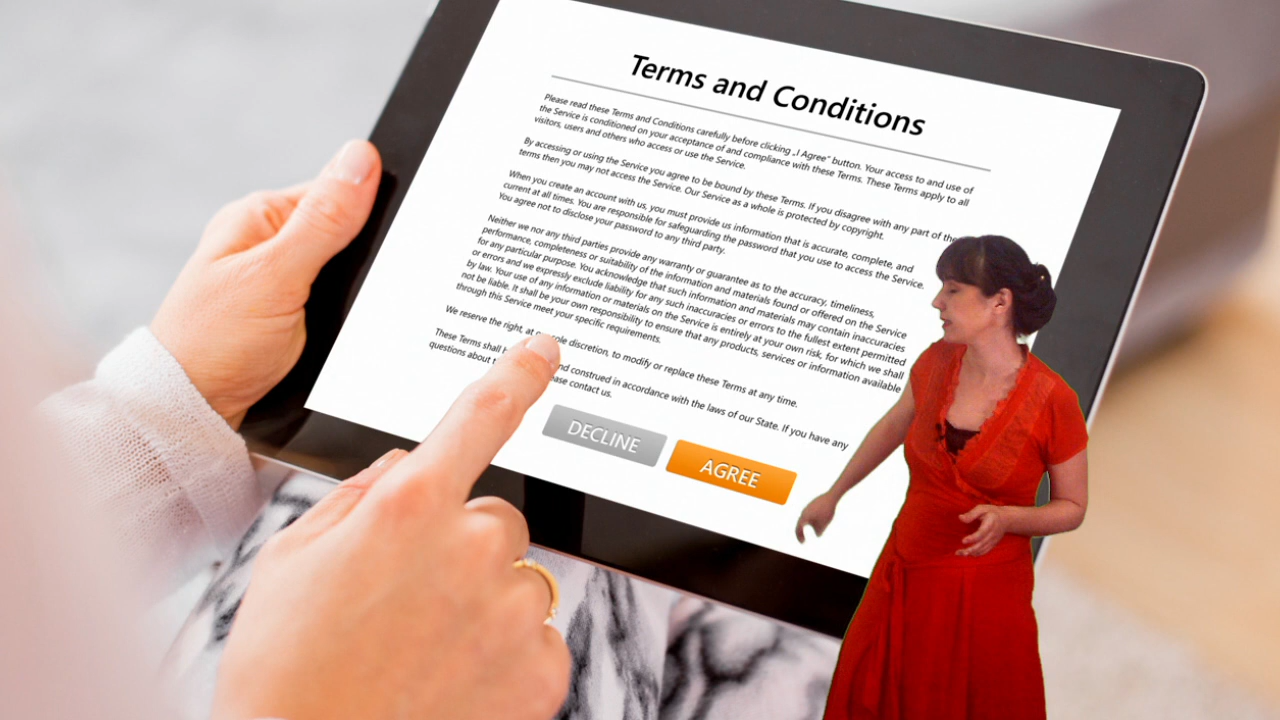 Terms and Conditions
Please read these Terms and Conditions carefully before clicking „I Agree" button. Your access to and use of
the Service is conditioned on your acceptance of and compliance with these Terms. These Terms apply to all
visitors, users and others who access or use the Service.
By accessing or using the Service you agree to be bound by these Terms. If you disagree with any part of the
terms then you may not access the Service. Our Service as a whole is protected by copyright.
When you create an account with us, you must provide us information that is accurate, complete, and
current at all times. You are responsible for safeguarding the password that you use to access the Service.
You agree not to disclose your password to any third party.
Neither we nor any third parties provide any warranty or guarantee as to the accuracy, timeliness,
performance, completeness or suitability of the information and materials found or offered on the Service
for any particular purpose. You acknowledge that such information and materials may contain inaccuracies
or errors and we expressly exclude liability for any such inaccuracies or errors to the fullest extent permitted
by law. Your use of any information or materials on the Service is entirely at your own risk, for which we shall
not be liable. It shall be your own responsibility to ensure that any products, services or information available
through this Service meet your specific requirements.
We reserve the right, at sole discretion, to modify or replace these Terms at any time.
These Terms shall and construed in accordance with the laws of our State. If you have any
questions about contact us.
DECLINE
AGREE